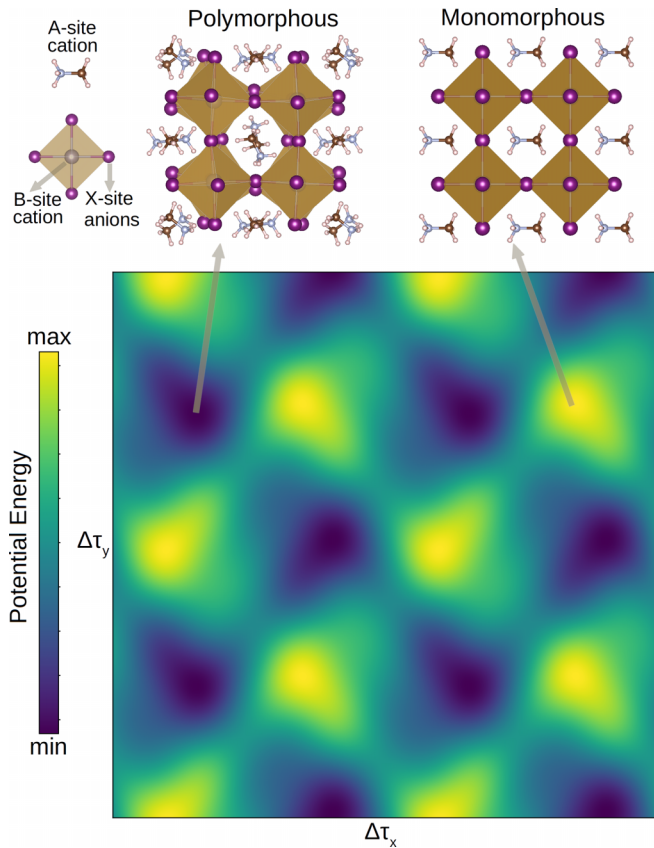 A-site
cation
Polymorphous
Monomorphous
B-site
cation
X-site
anions
max
Potential Energy
min
Δτy
Δτx